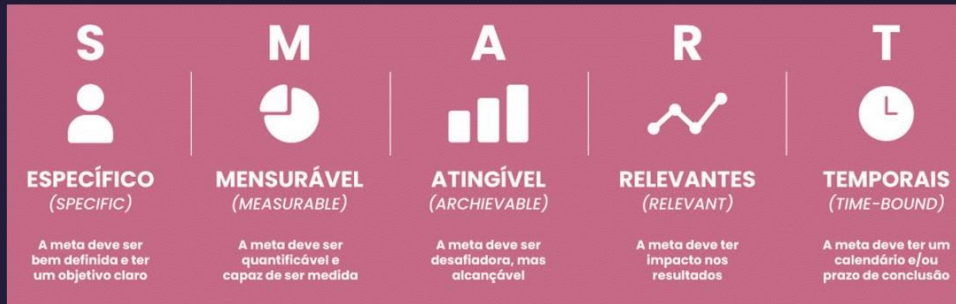 S
ESPECÍFICO
(SPECIFIC)
A meta deve ser
bem definida e ter
um objetivo claro
M
MENSURÁVEL
(MEASURABLE)
A meta deve ser
quantificável e
capaz de ser medida
A
ATINGÍVEL
(ARCHIEVABLE)
A meta deve ser
desafiadora, mas
alcançável
R
RELEVANTES
(RELEVANT)
A meta deve ter
impacto nos
resultados
T
TEMPORAIS
(TIME-BOUND)
A meta deve ter um
calendário e/ou
prazo de conclusão